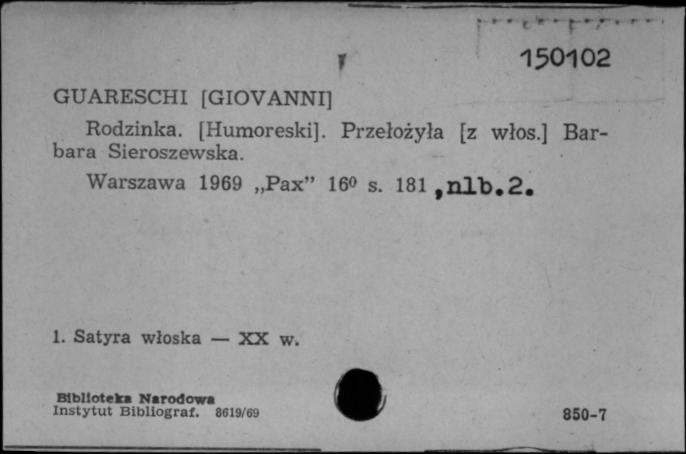 150102
GUARESCHI [GIOVANNI]
Rodzinka. [Humoreski]. Przełożyła [z włos.] Bar-
bara Sieroszewska.
Warszawa 1969 „Pax” 16⁰ s. 181 ,nlb.2.
1. Satyra włoska — XX w.
Biblioteka Narodowa
Instytut Bibliograf. 8619/69
850-7